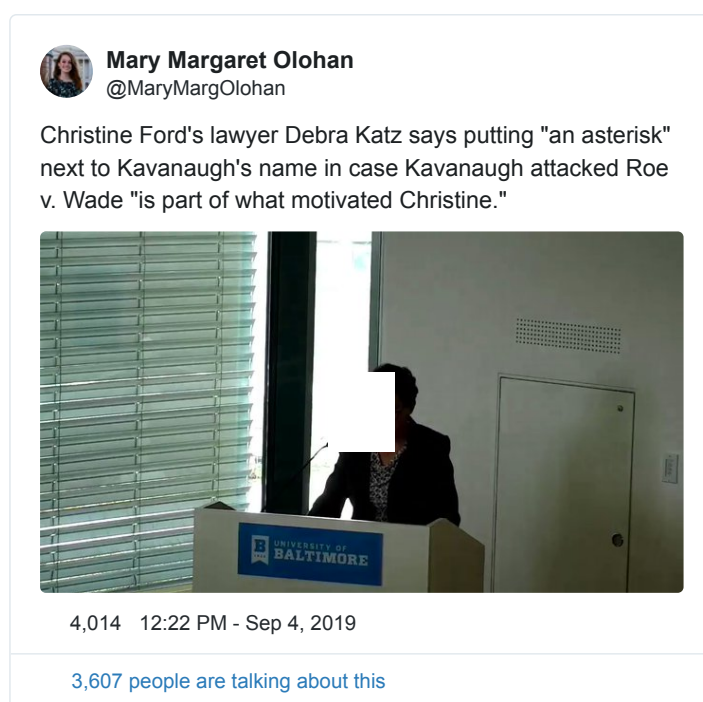 Mary Margaret Olohan
@MaryMargOlohan
Christine Ford's lawyer Debra Katz says putting "an asterisk"
next to Kavanaugh's name in case Kavanaugh attacked Roe
v. Wade "is part of what motivated Christine."
UNIVERSITY OF
BALTIMORE
4,014 12:22 PM - Sep 4, 2019
3,607 people are talking about this